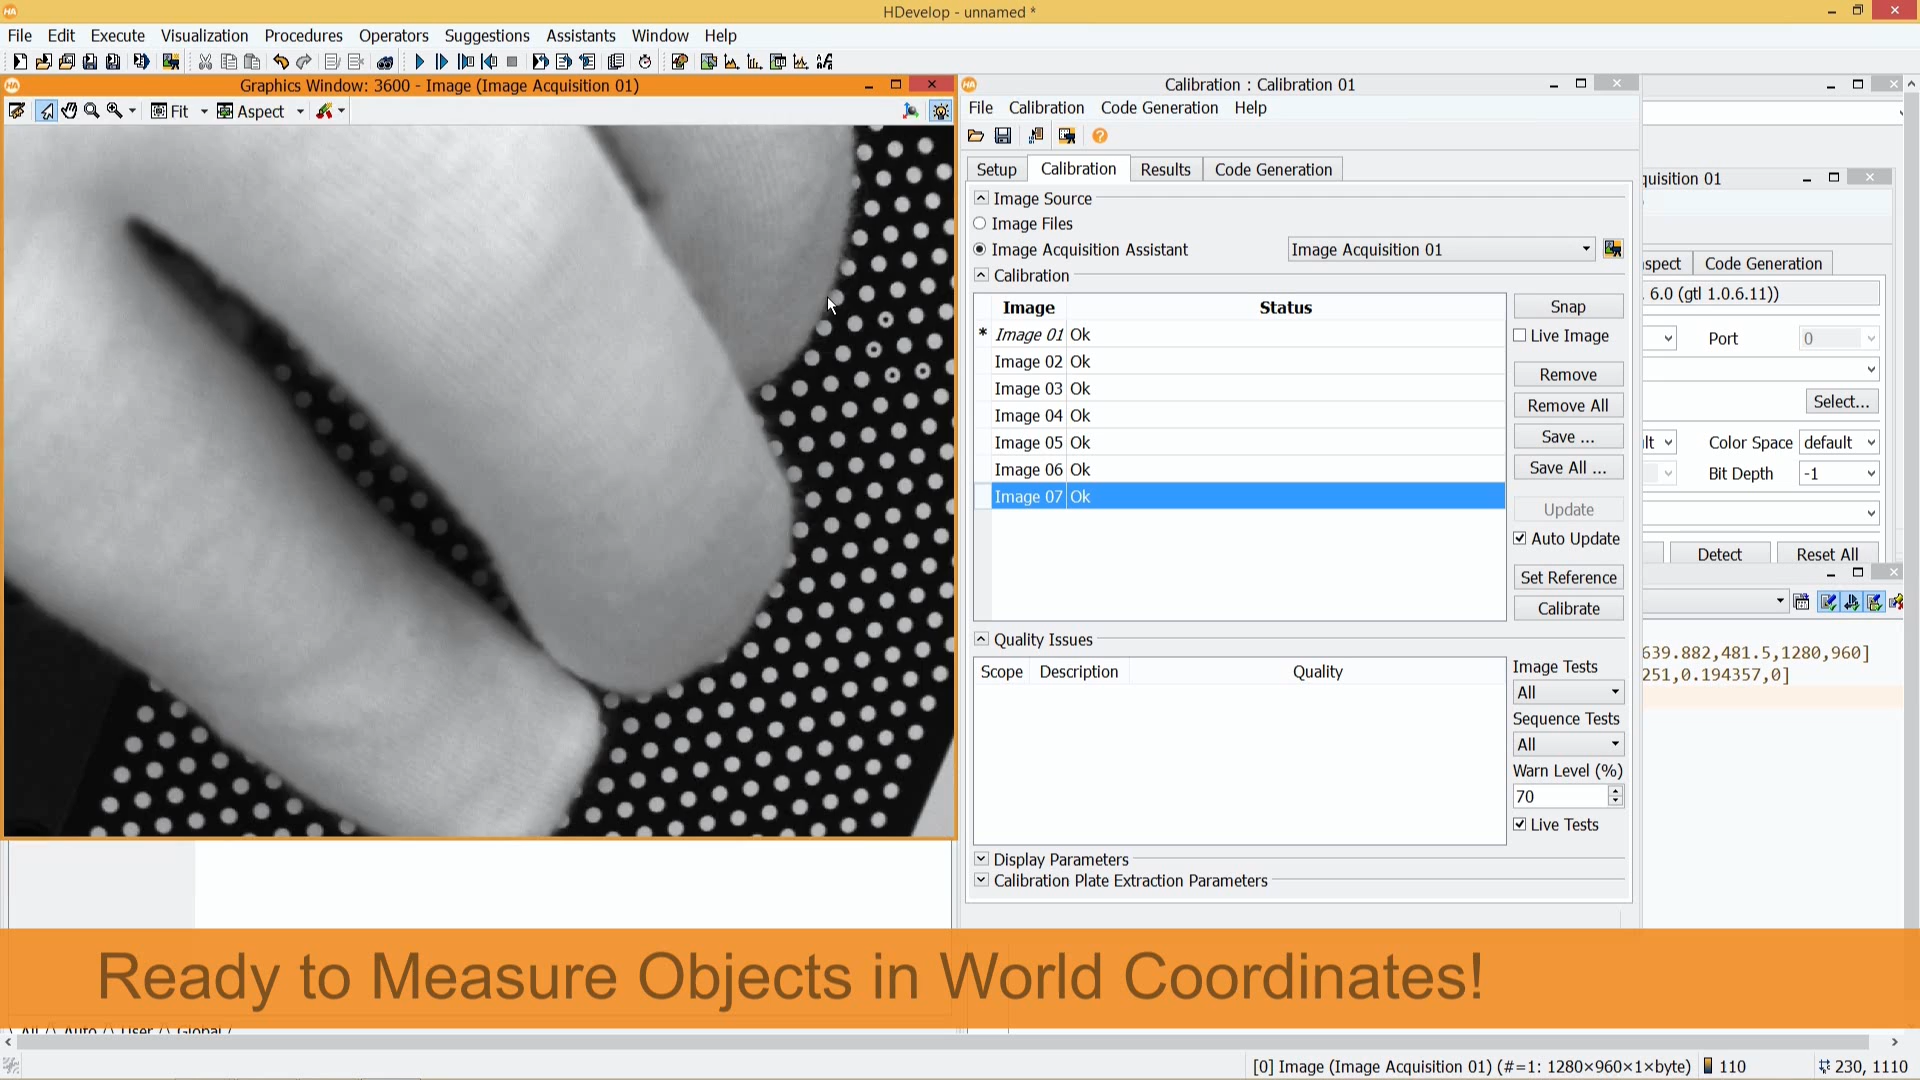 HDevelop - unnamed *
File Edit Execute Visualization Procedures Operators Suggestions Assistants Window Help
Graphics Window: 3600 - Image (Image Acquisition 01)
Fit Aspect
Calibration : Calibration 01
File Calibration Code Generation Help
Setup Calibration Results Code Generation
Image Source
Image Files
Image Acquisition Assistant Image Acquisition 01
Calibration
Image Status
* Image 01 Ok
Image 02 Ok
Image 03 Ok
Image 04 Ok
Image 05 Ok
Image 06 Ok
Image 07 Ok
Snap
Live Image
Remove
Remove All
Save ...
Save All ...
Update
Auto Update
Set Reference
Calibrate
Quality Issues
Scope Description Quality
Image Tests
All
Sequence Tests
All
Warn Level (%)
70
Live Tests
Display Parameters
Calibration Plate Extraction Parameters
quisition 01
spect Code Generation
. 6.0 (gtl 1.0.6.11))
Port 0
Select...
lt Color Space default
Bit Depth -1
Detect Reset All
639.882,481.5,1280,960]
251,0.194357,0]
Ready to Measure Objects in World Coordinates!
All Auto User Global
[0] Image (Image Acquisition 01) (#=1: 1280×960×1×byte) 110 230, 1110